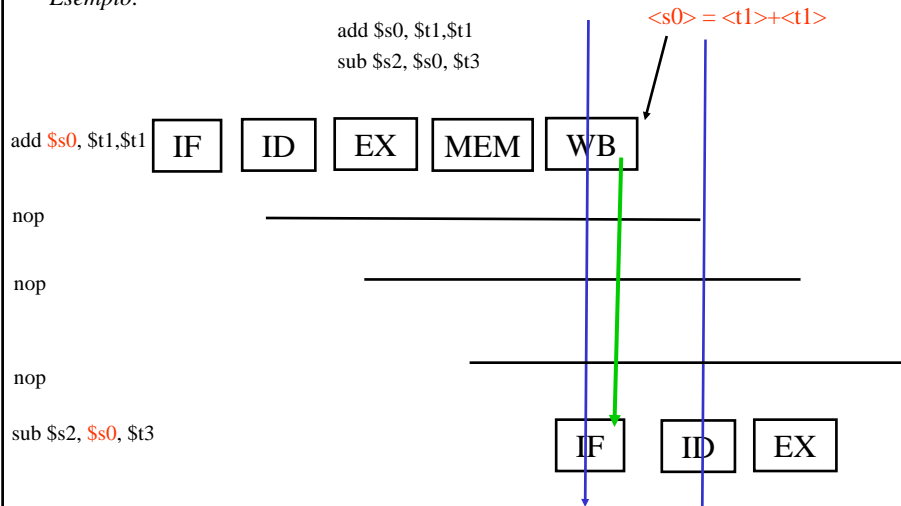 Esempio:
<s0> = <t1>+<t1>
add $s0, $t1,$t1
sub $s2, $s0, $t3
add $s0, $t1,$t1 IF ID EX MEM WB
nop
nop
nop
sub $s2, $s0, $t3 IF ID EX